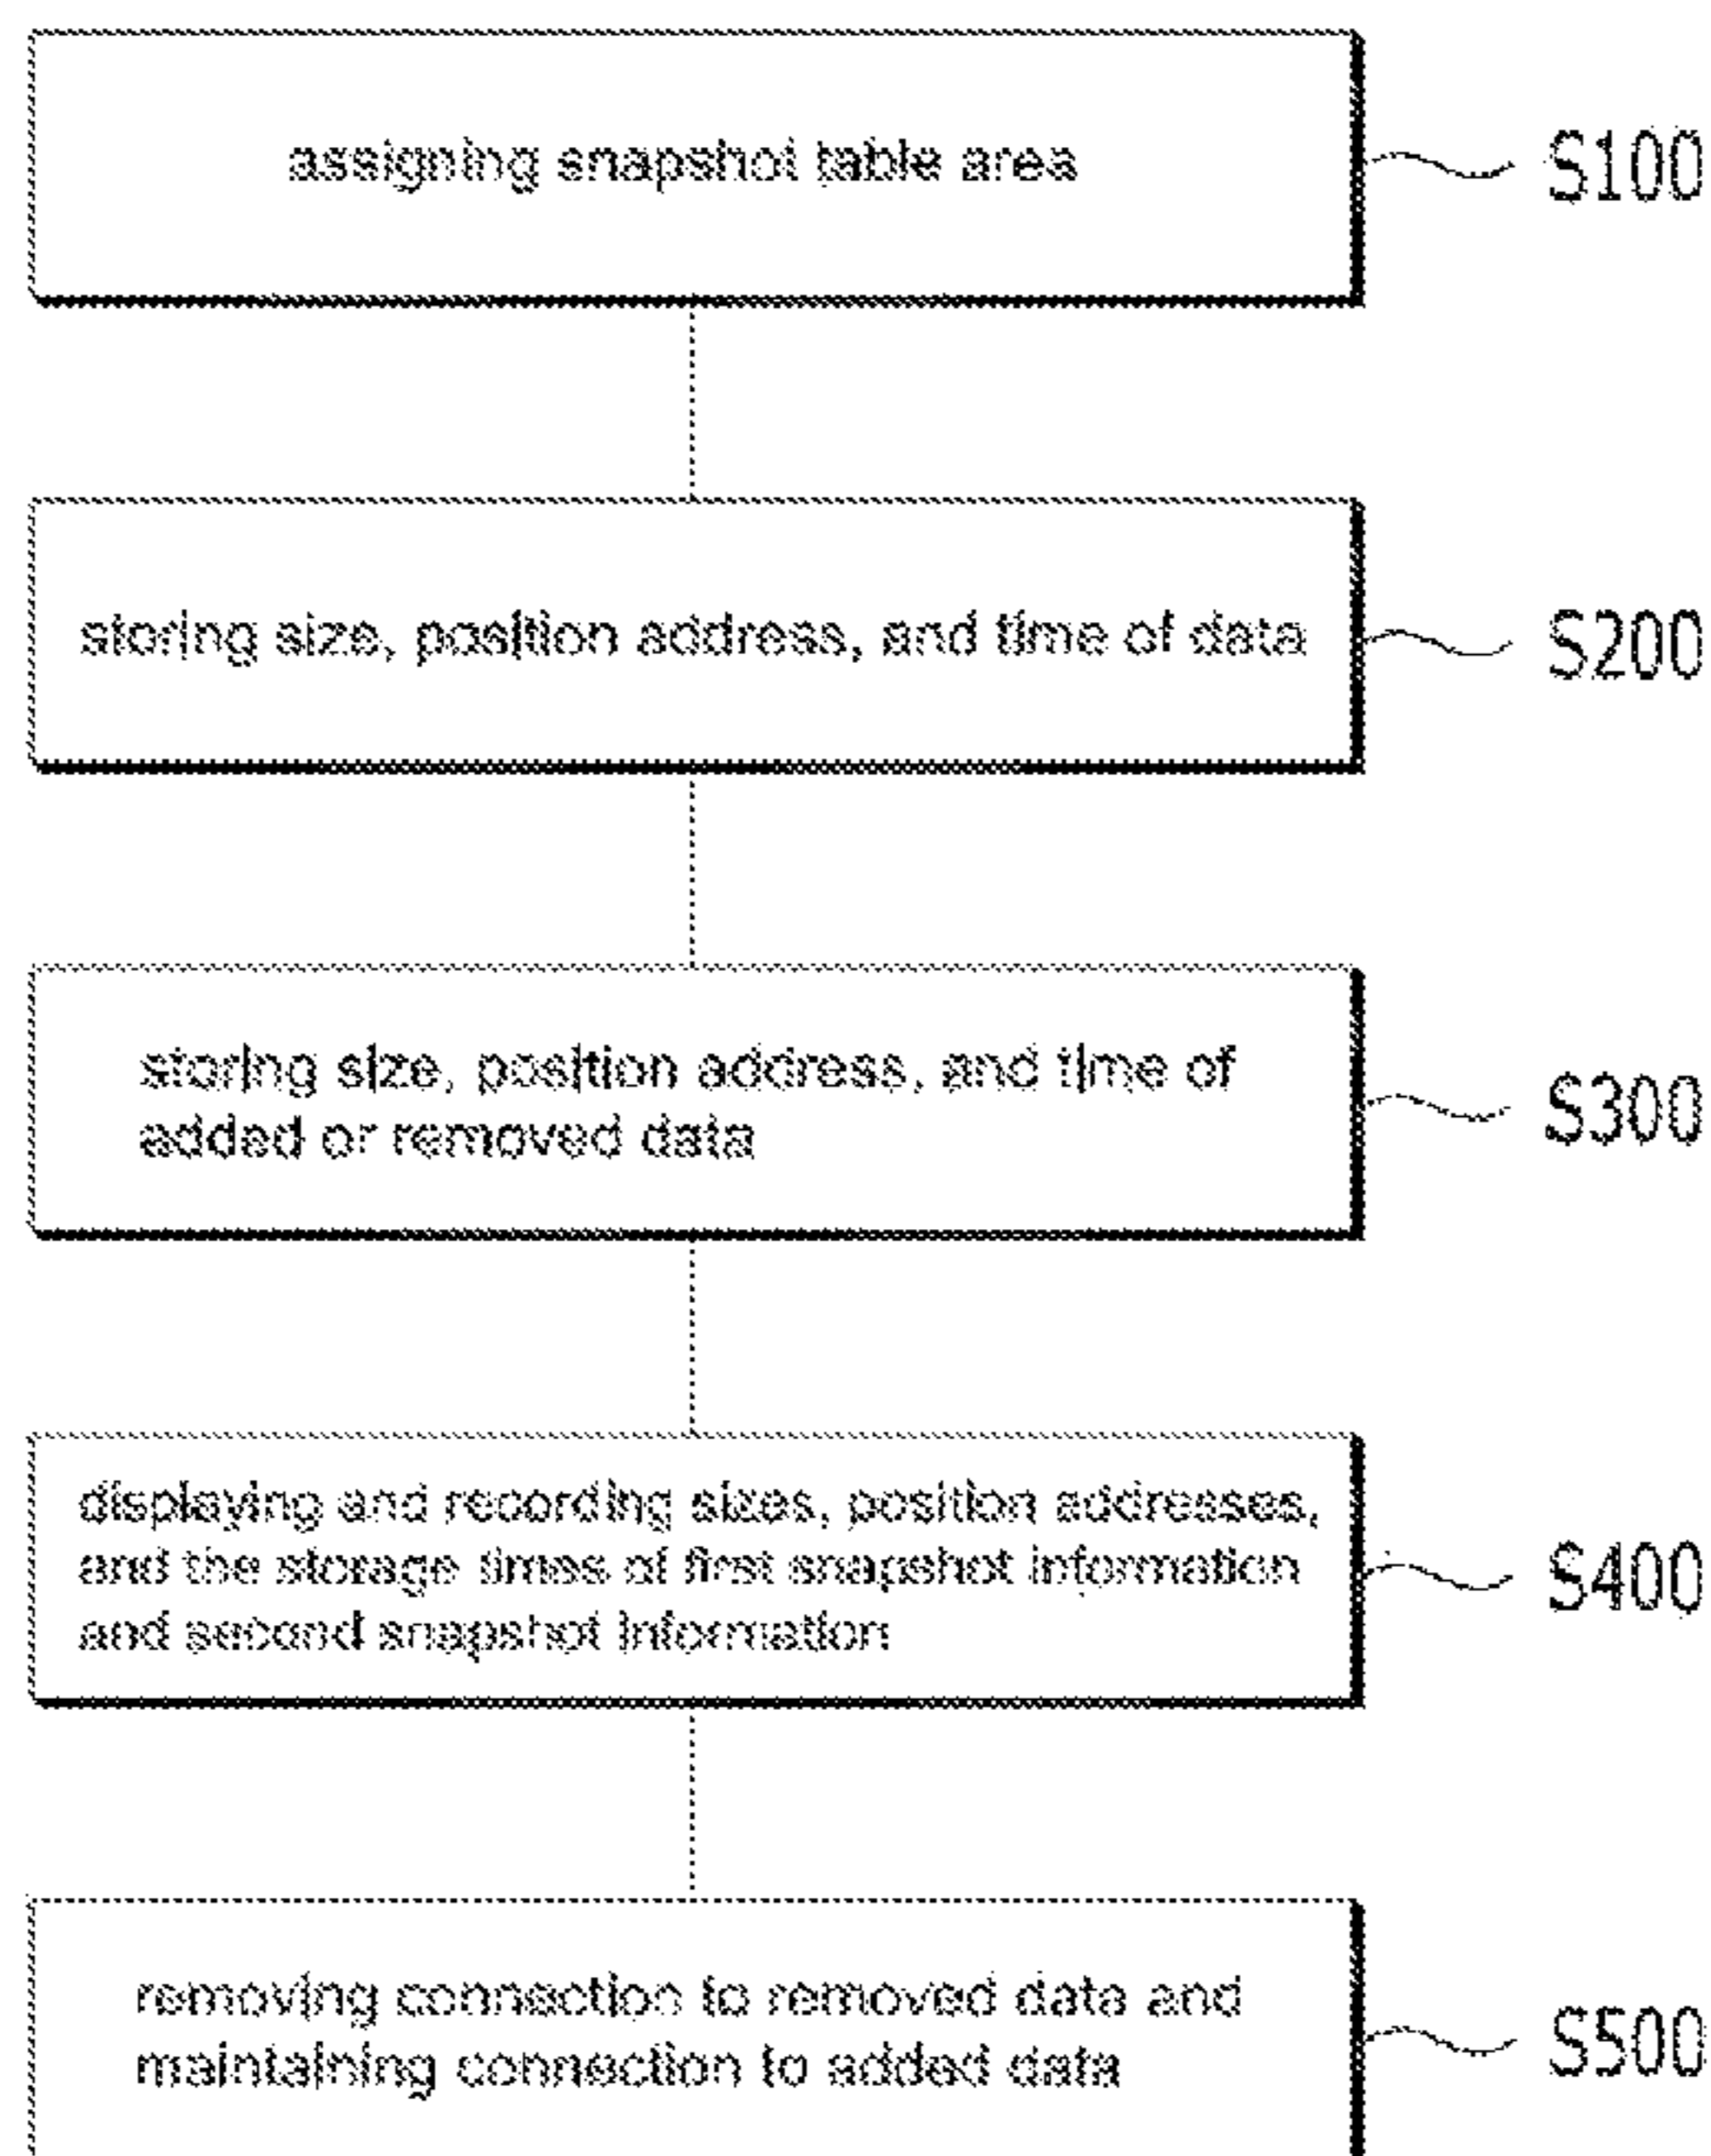 assigning snapshot table area
S100
storing size, position address, and time of data
S200
storing size, position address, and time of
added or removed data
S300
displaying and recording sizes, position addresses,
and the storage times of first snapshot information
and second snapshot information
S400
removing connection to removed data and
maintaining connection to added data
S500